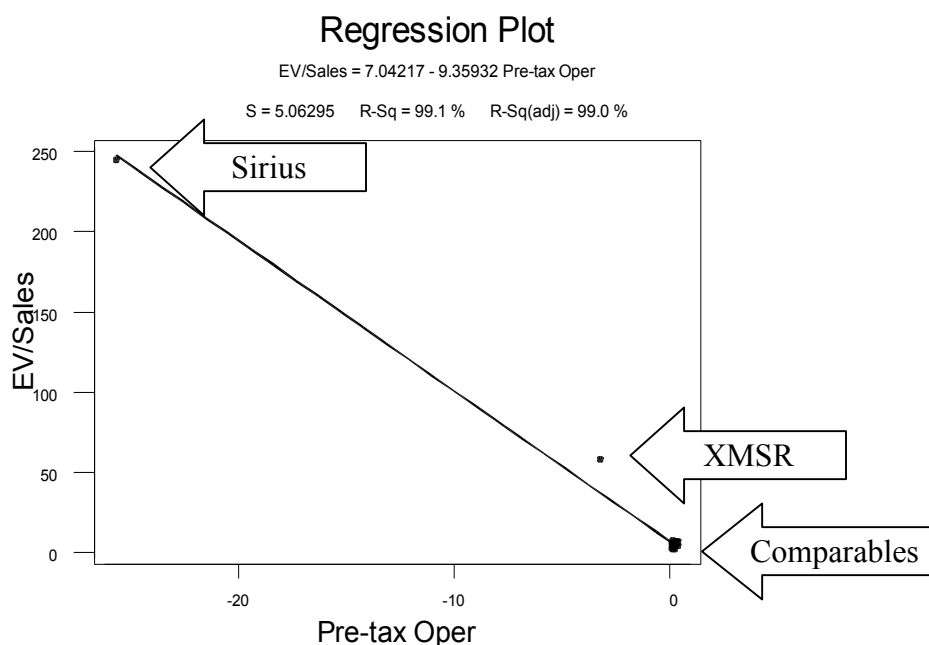 Regression Plot
EV/Sales = 7.04217 - 9.35932 Pre-tax Oper
S = 5.06295 R-Sq = 99.1 % R-Sq(adj) = 99.0 %
250
200
150
100
50
0
EV/Sales
Sirius
XMSR
Comparables
-20 -10 0
Pre-tax Oper